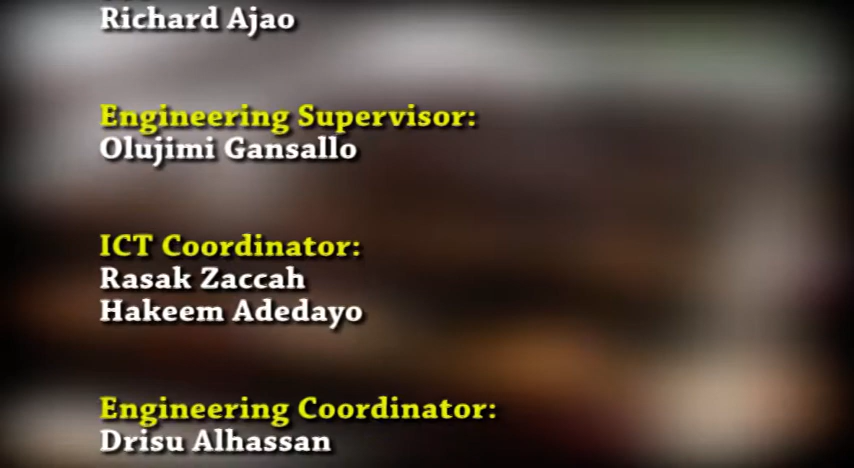 Richard Ajao
Engineering Supervisor:
Olujimi Gansallo
ICT Coordinator:
Rasak Zaccah
Hakeem Adedayo
Engineering Coordinator:
Drisu Alhassan